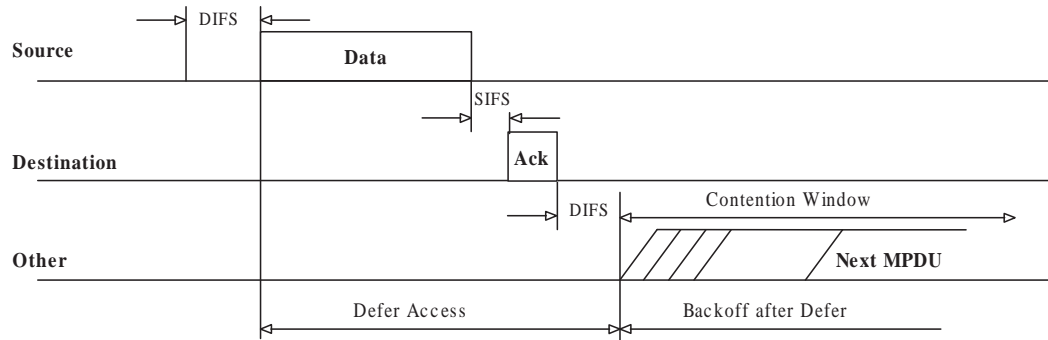 DIFS
Source
Data
SIFS
Destination
Ack
DIFS
Contention Window
Other
Next MPDU
Defer Access
Backoff after Defer